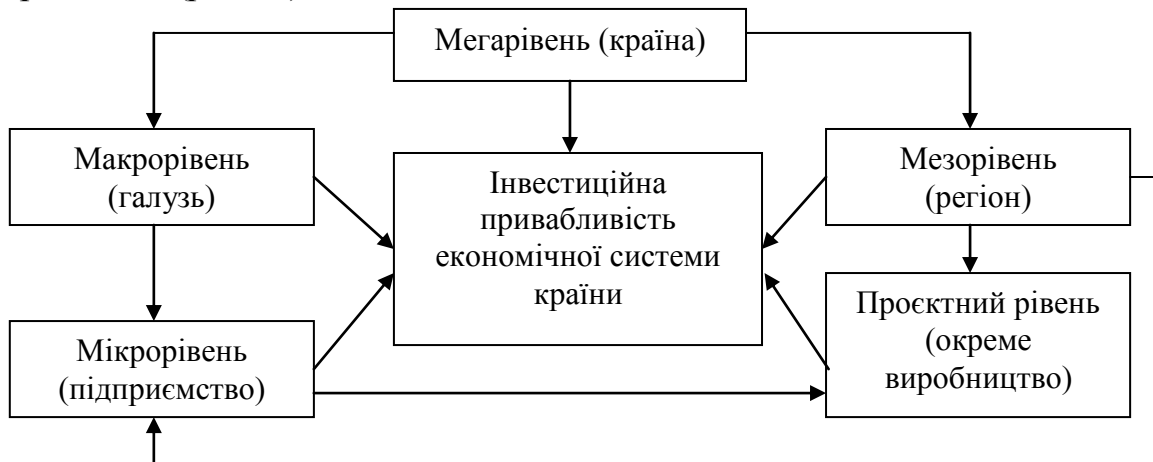 Мегарівень (країна)
Макрорівень
(галузь)
Інвестиційна
привабливість
економічної системи
країни
Мезорівень
(регіон)
Мікрорівень
(підприємство)
Проєктний рівень
(окреме
виробництво)